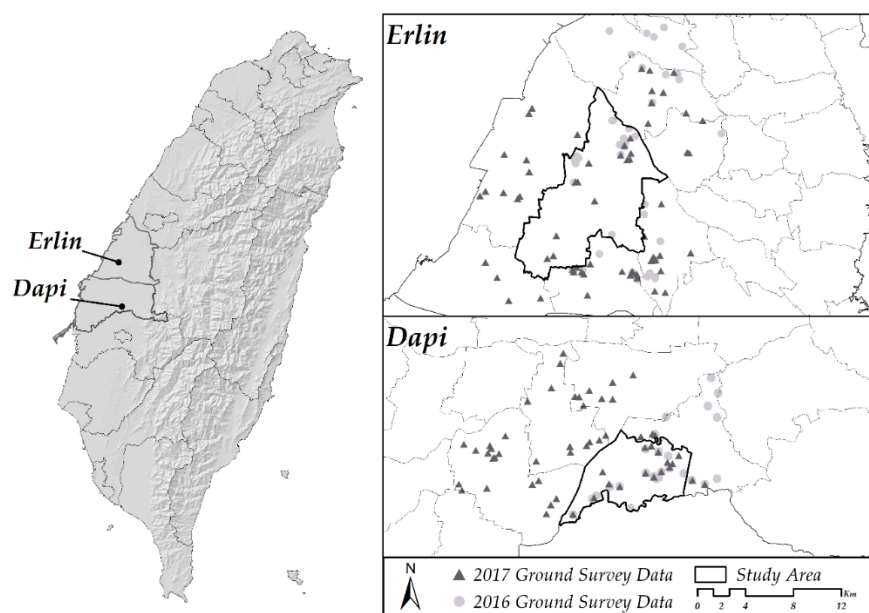 Erlin
Dapi
Erlin
Dapi
N
2017 Ground Survey Data
2016 Ground Survey Data
Study Area
Km
0 2 4 8 12